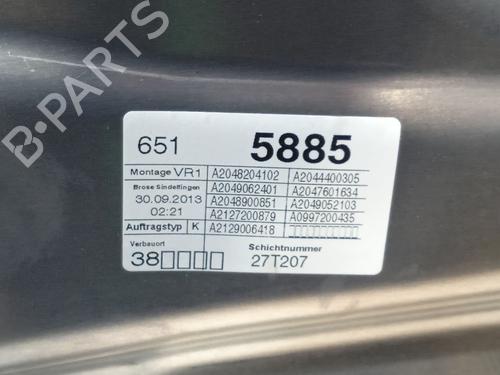 B-PARTS
651 5885
Montage VR1 A2048204102 A2044400305
Brose Sindelfingen A2049062401 A2047601634
30.09.2013 A2048900851 A2049052103
02:21 A2127200879 A0997200435
Auftragstyp K A2129006418
Verbauort Schichtnummer
38□□□□ 27T207